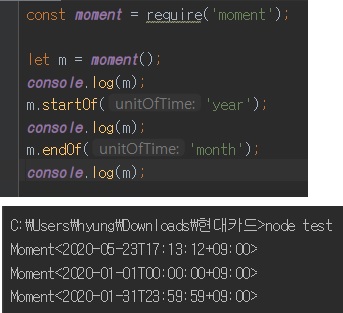 const moment = require('moment');
let m = moment();
console.log(m);
m.startOf( unitOfTime: 'year');
console.log(m);
m.endOf( unitOfTime: 'month');
console.log(m);
C:\Users\hyung\Downloads\현대카드>node test
Moment<2020-05-23T17:13:12+09:00>
Moment<2020-01-01T00:00:00+09:00>
Moment<2020-01-31T23:59:59+09:00>